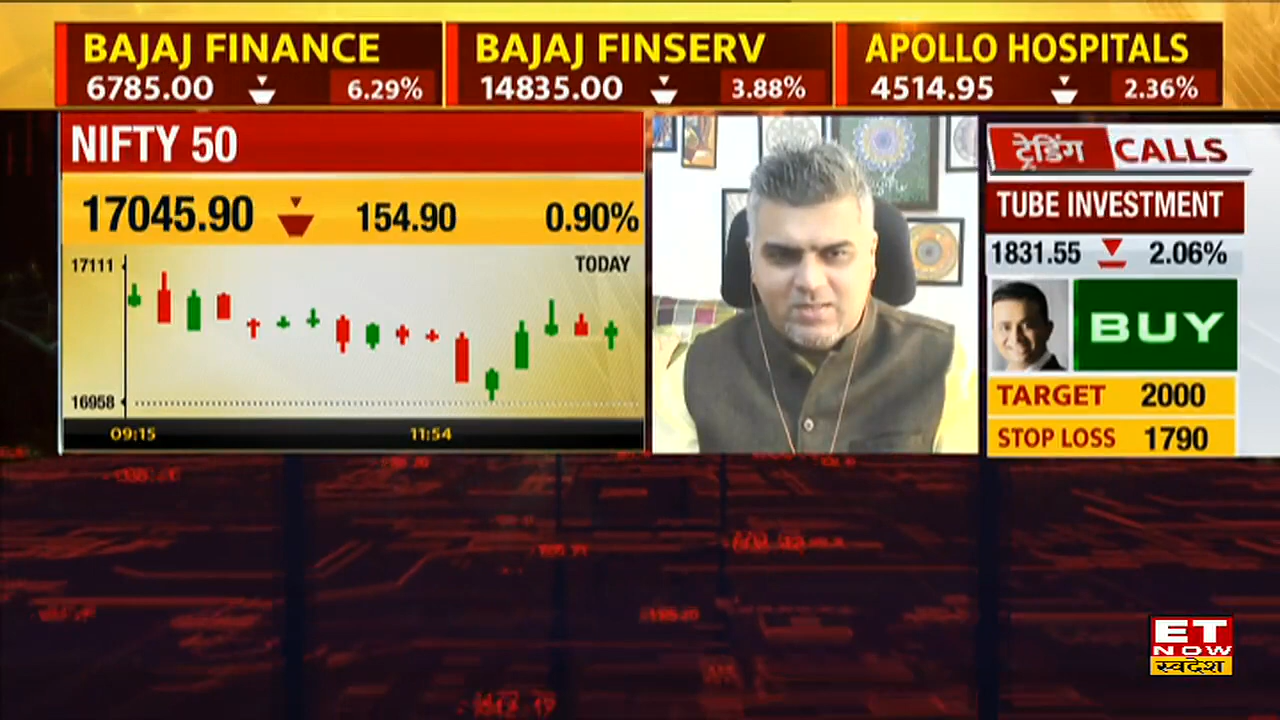 BAJAJ FINANCE
6785.00 6.29%
BAJAJ FINSERV
14835.00 3.88%
APOLLO HOSPITALS
4514.95 2.36%
NIFTY 50
17045.90 154.90 0.90%
17111 TODAY
16958
09:15 11:54
ट्रेडिंग CALLS
TUBE INVESTMENT
1831.55 2.06%
BUY
TARGET 2000
STOP LOSS 1790
ET
NOW
स्वदेश